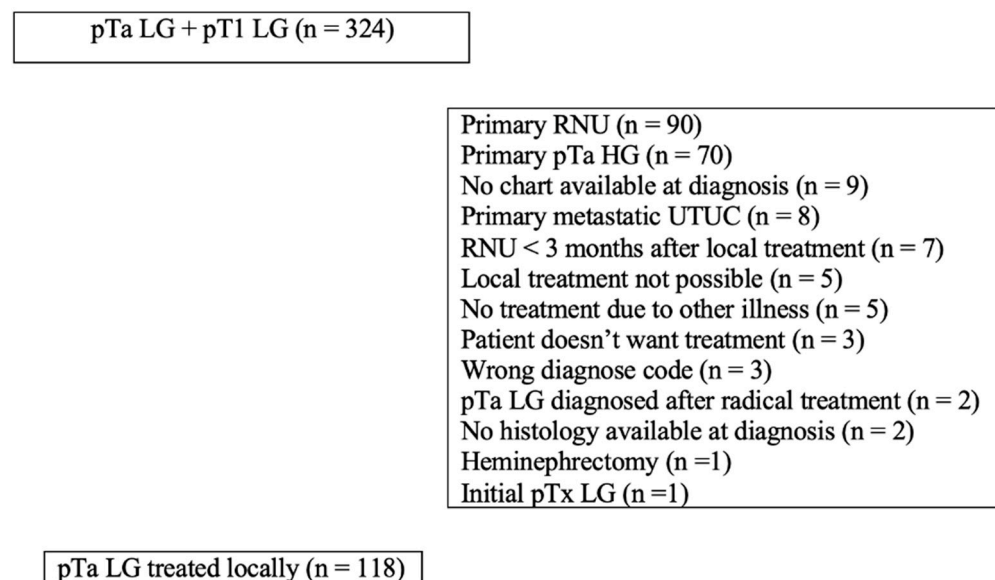 pTa LG + pT1 LG (n = 324)
Primary RNU (n = 90)
Primary pTa HG (n = 70)
No chart available at diagnosis (n = 9)
Primary metastatic UTUC (n = 8)
RNU < 3 months after local treatment (n = 7)
Local treatment not possible (n = 5)
No treatment due to other illness (n = 5)
Patient doesn’t want treatment (n = 3)
Wrong diagnose code (n = 3)
pTa LG diagnosed after radical treatment (n = 2)
No histology available at diagnosis (n = 2)
Heminephrectomy (n =1)
Initial pTx LG (n =1)
pTa LG treated locally (n = 118)